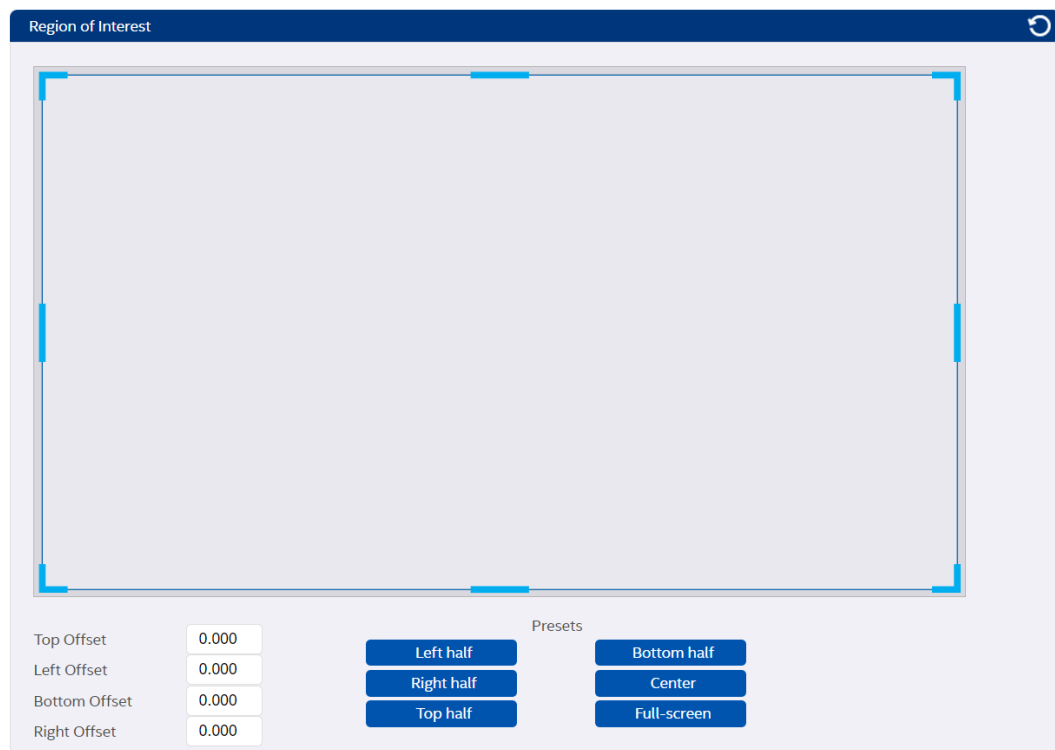 Region of Interest
Presets
Top Offset 0.000
Left Offset 0.000
Bottom Offset 0.000
Right Offset 0.000
Left half
Right half
Top half
Bottom half
Center
Full-screen